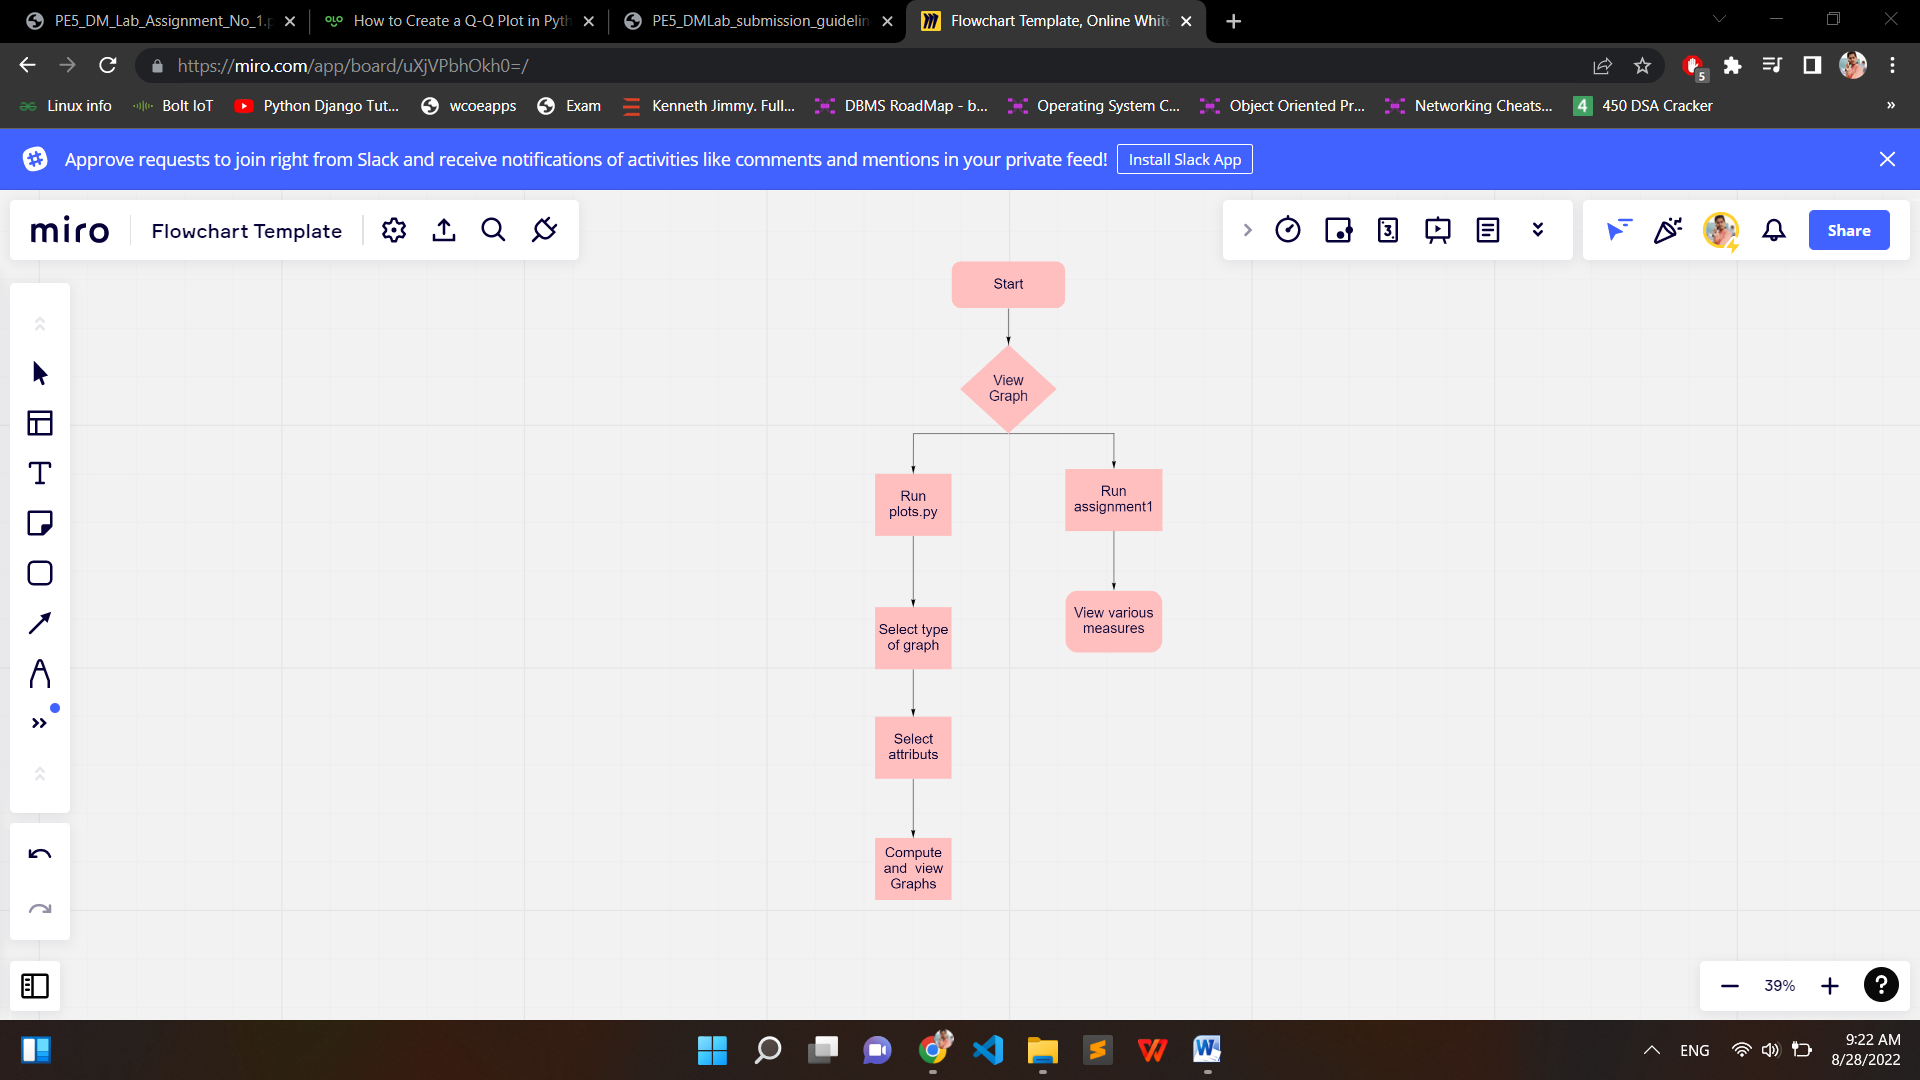 PE5_DM_Lab_Assignment_No_1.p
How to Create a Q-Q Plot in Pyth
PE5_DMLab_submission_guidelin
Flowchart Template, Online White
https://miro.com/app/board/uXjVPbhOkh0=/
5
Linux info
Bolt IoT
Python Django Tut...
wcoeapps
Exam
Kenneth Jimmy. Full...
DBMS RoadMap - b...
Operating System C...
Object Oriented Pr...
Networking Cheats...
4
450 DSA Cracker
»
Approve requests to join right from Slack and receive notifications of activities like comments and mentions in your private feed!
Install Slack App
miro
Flowchart Template
3
Share
Start
View
Graph
Run
plots.py
Run
assignment1
Select type
of graph
View various
measures
Select
attributs
Compute
and view
Graphs
39%
?
ENG
9:22 AM
8/28/2022